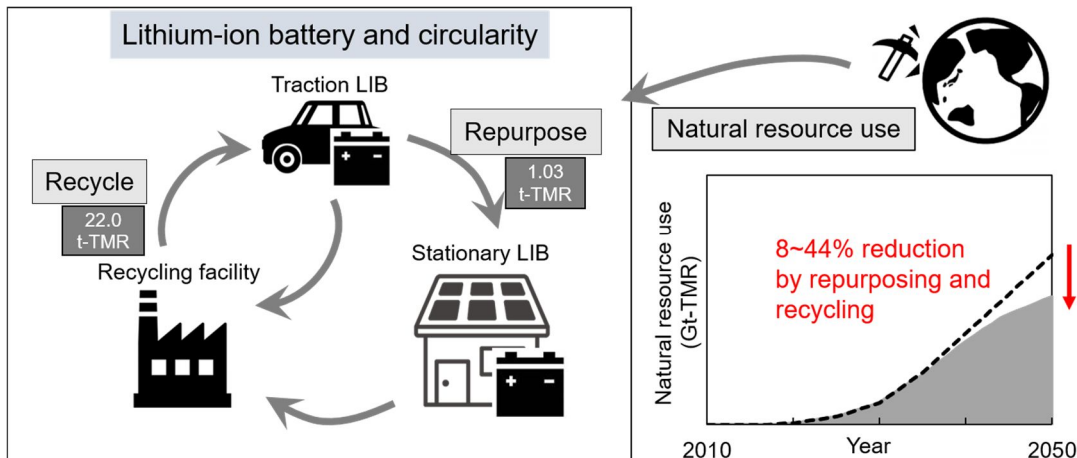 Lithium-ion battery and circularity
Traction LIB
Repurpose
1.03
t-TMR
Recycle
22.0
t-TMR
+ -
Recycling facility
Stationary LIB
+ -
Natural resource use
Natural resource use
(Gt-TMR)
8~44% reduction
by repurposing and
recycling
2010
Year
2050